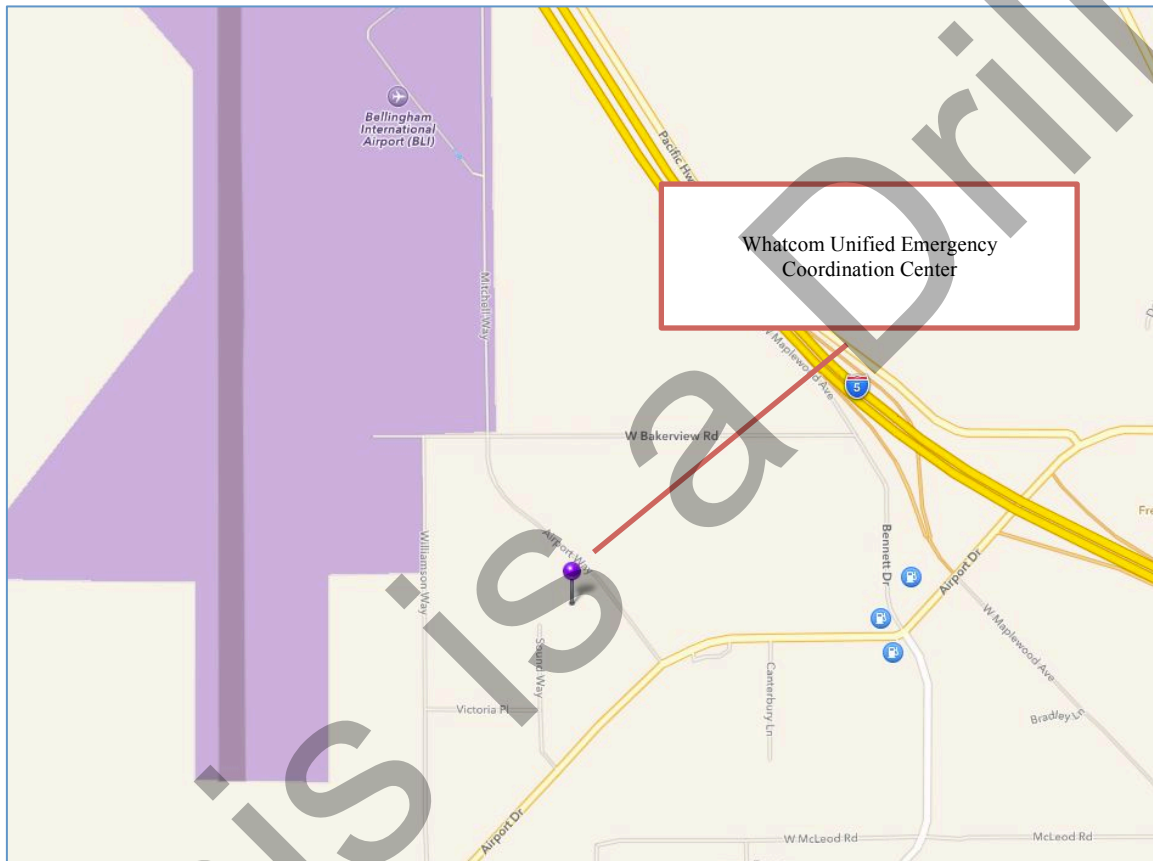 Bellingham
International
Airport (BLI)
Pacific Hwy
Whatcom Unified Emergency
Coordination Center
Mitchell Way
W Maplewood Ave
5
W Bakerview Rd
Airport Way
Williamson Way
Bennett Dr
Airport Dr
W Maplewood Ave
Sound Way
Victoria Pl
Canterbury Ln
Bradley Ln
Airport Dr
W McLeod Rd
McLeod Rd
is is a Drill